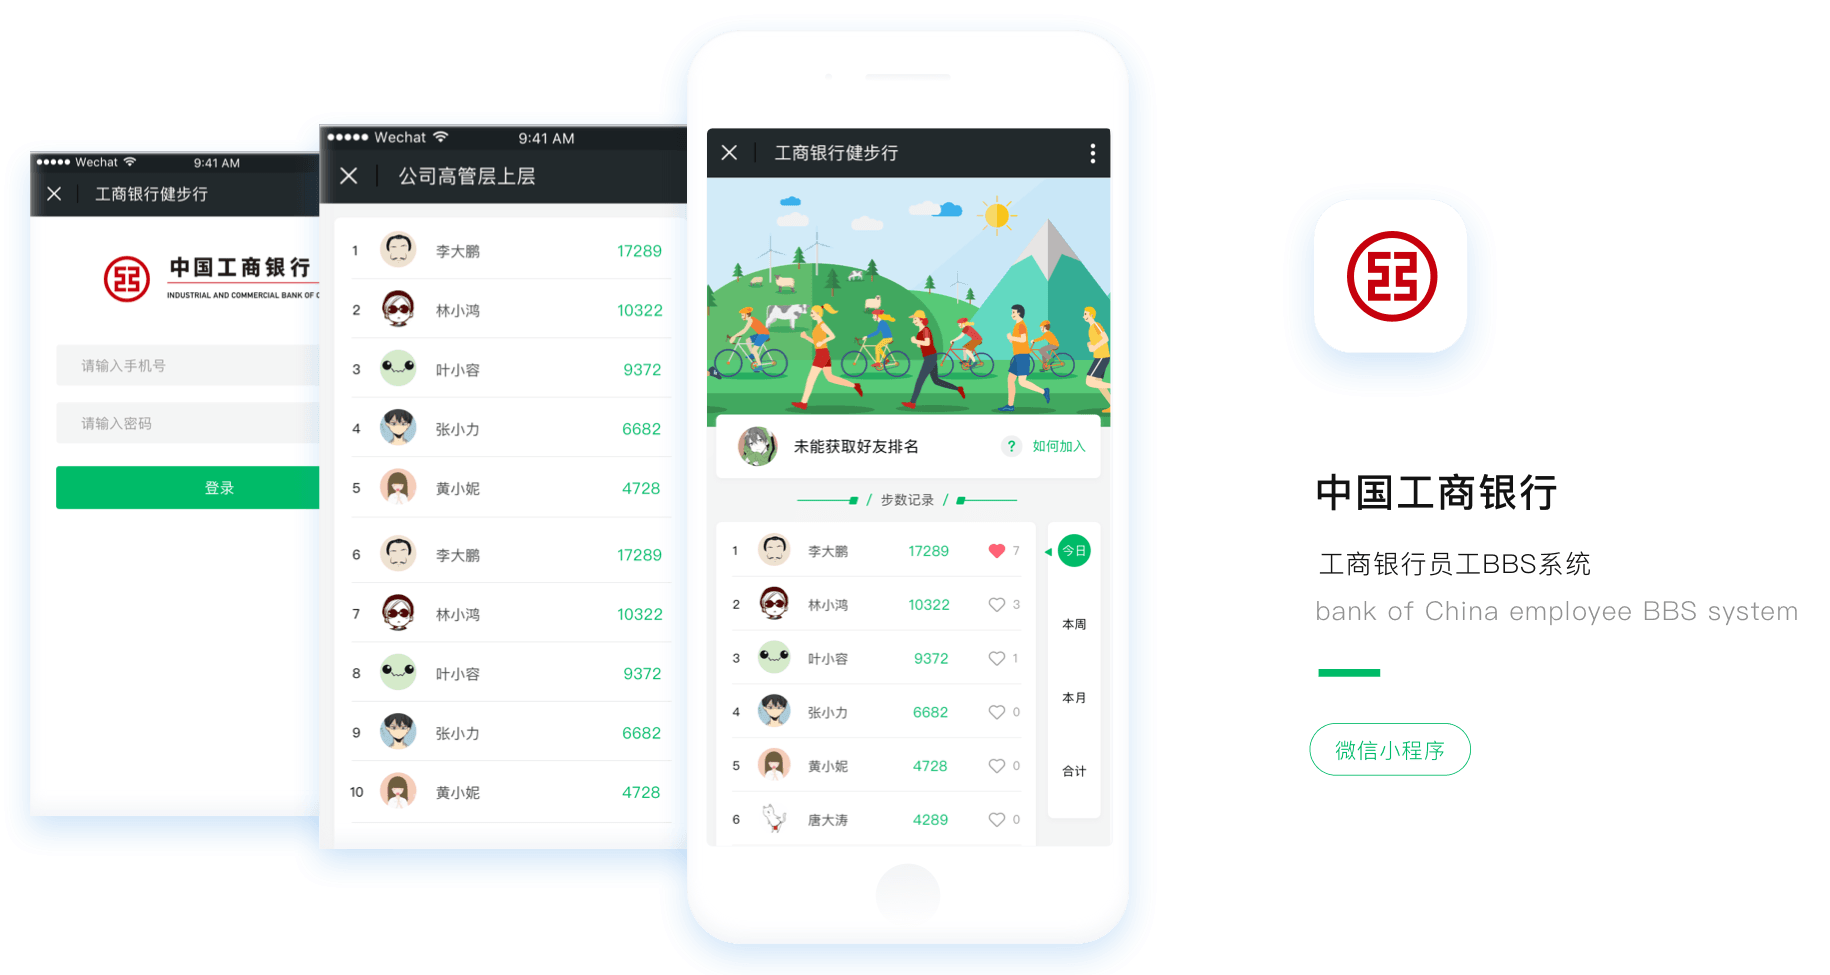 Wechat 9:41 AM
工商银行健步行
中国工商银行
INDUSTRIAL AND COMMERCIAL BANK OF
请输入手机号
请输入密码
登录
Wechat 9:41 AM
公司高管层上层
1 李大鹏 17289
2 林小鸿 10322
3 叶小容 9372
4 张小力 6682
5 黄小妮 4728
6 李大鹏 17289
7 林小鸿 10322
8 叶小容 9372
9 张小力 6682
10 黄小妮 4728
工商银行健步行
未能获取好友排名 ? 如何加入
/ 步数记录 /
1 李大鹏 17289 7
2 林小鸿 10322 3
3 叶小容 9372 1
4 张小力 6682 0
5 黄小妮 4728 0
6 唐大涛 4289 0
今日
本周
本月
合计
中国工商银行
工商银行员工BBS系统
bank of China employee BBS system
微信小程序